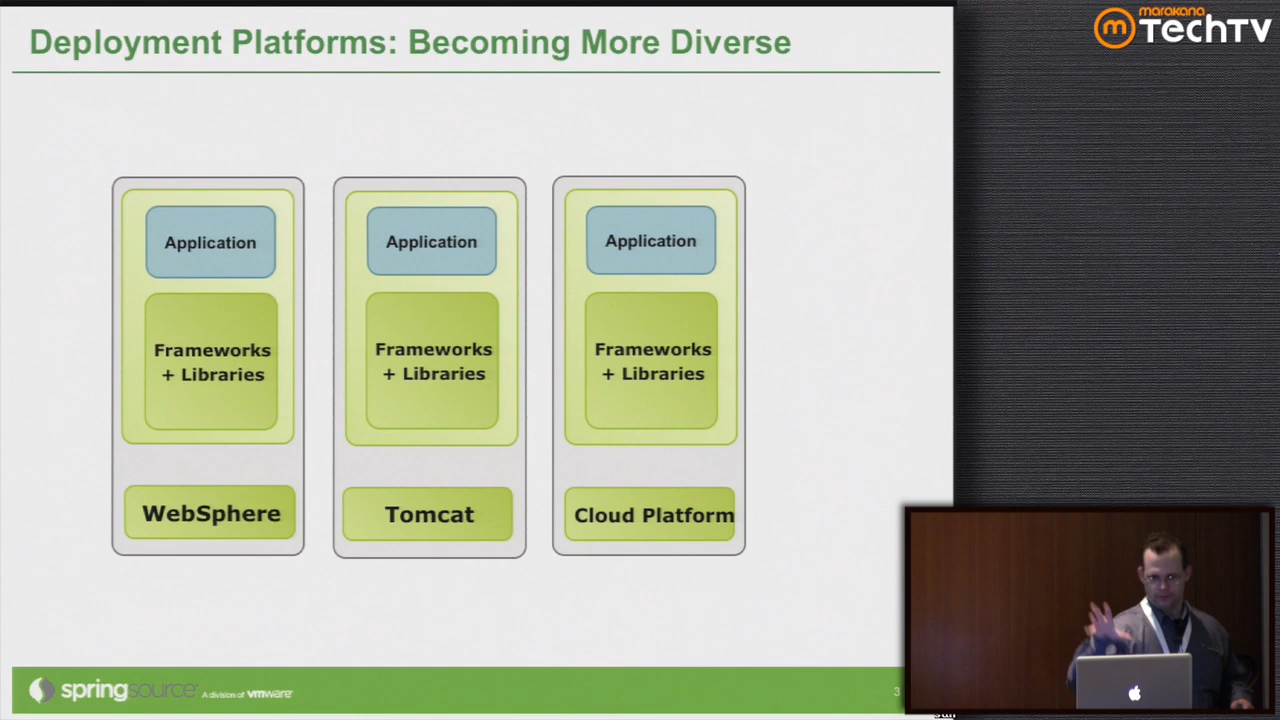 Deployment Platforms: Becoming More Diverse
marakana
TechTV
Application
Frameworks
+ Libraries
WebSphere
Application
Frameworks
+ Libraries
Tomcat
Application
Frameworks
+ Libraries
Cloud Platform
springsource A division of vmware
3